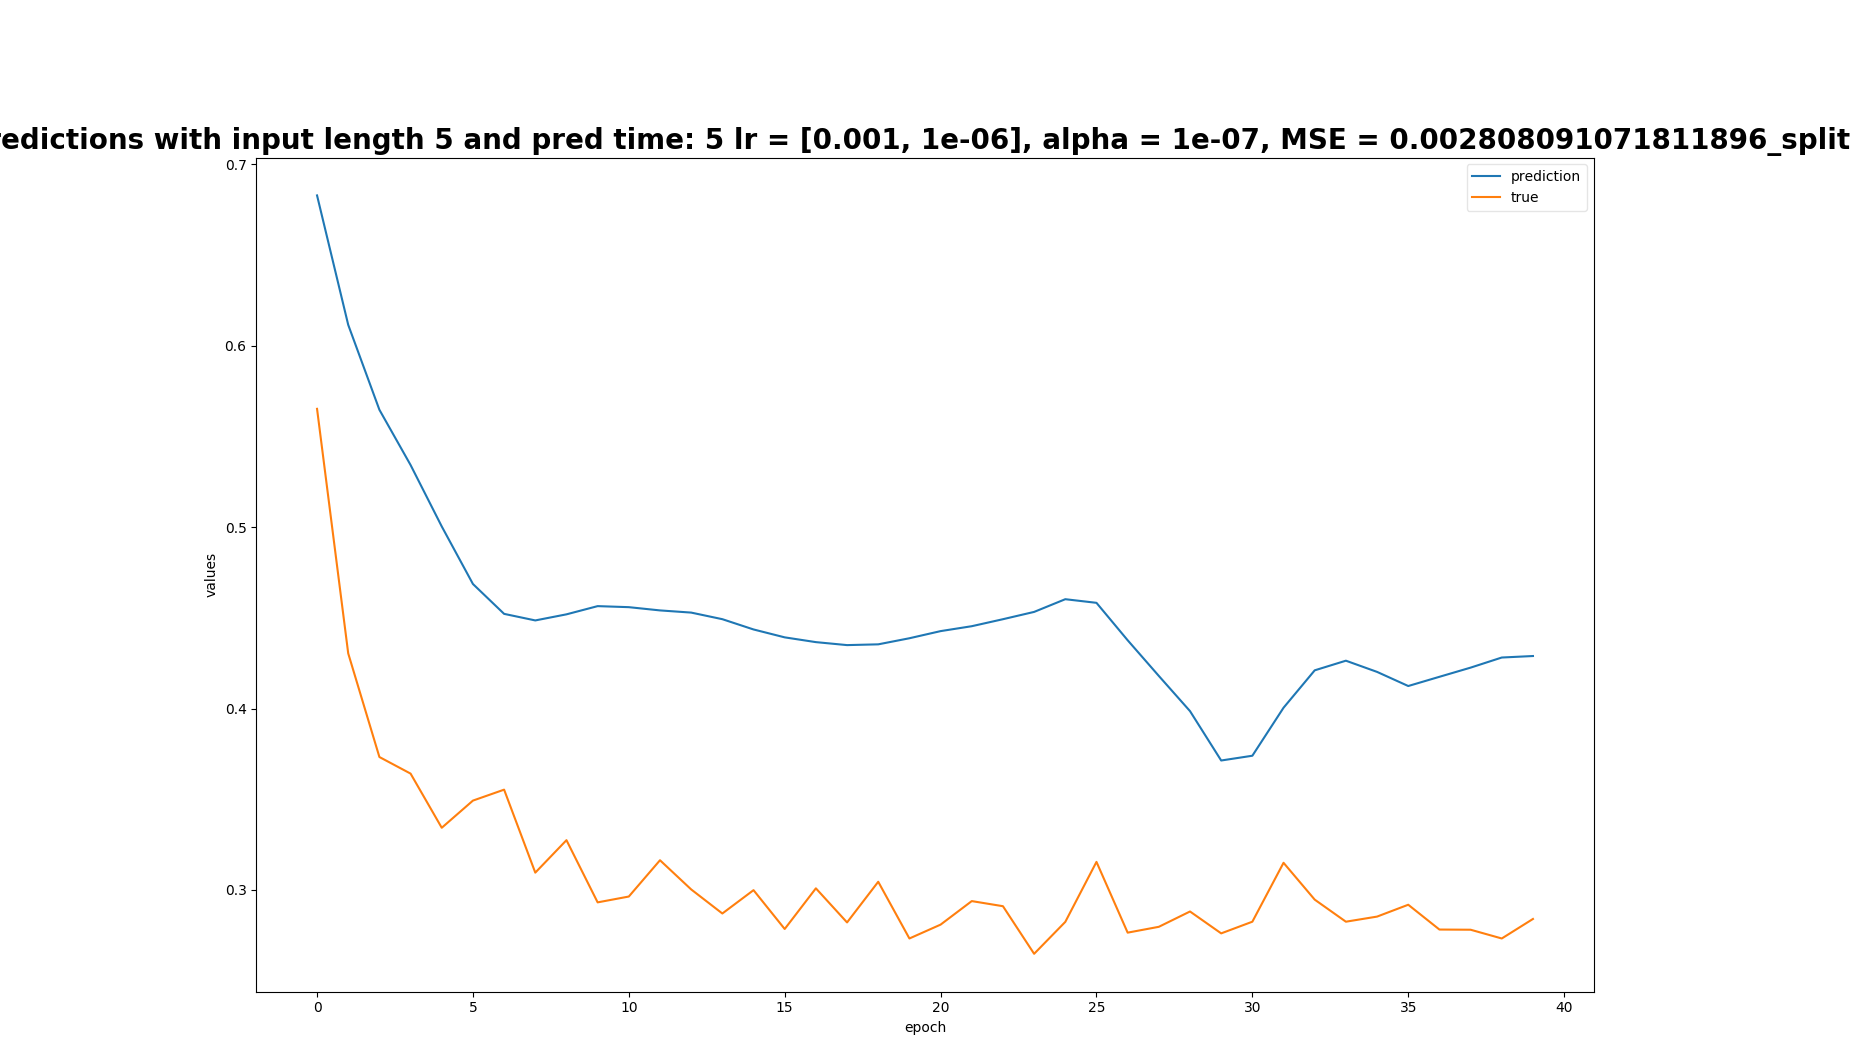 redictions with input length 5 and pred time: 5 lr = [0.001, 1e-06], alpha = 1e-07, MSE = 0.002808091071811896_split
prediction
true
0.7
0.6
0.5
0.4
0.3
values
0 5 10 15 20 25 30 35 40
epoch